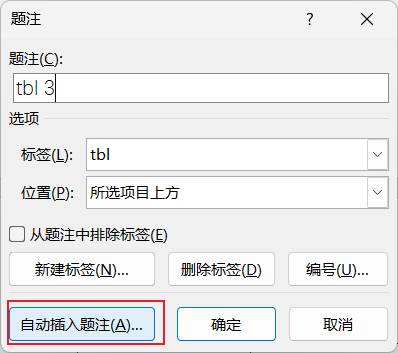 题注
?
题注(C):
tbl 3
选项
标签(L):
tbl
位置(P):
所选项目上方
从题注中排除标签(E)
新建标签(N)...
删除标签(D)
编号(U)...
自动插入题注(A)...
确定
取消